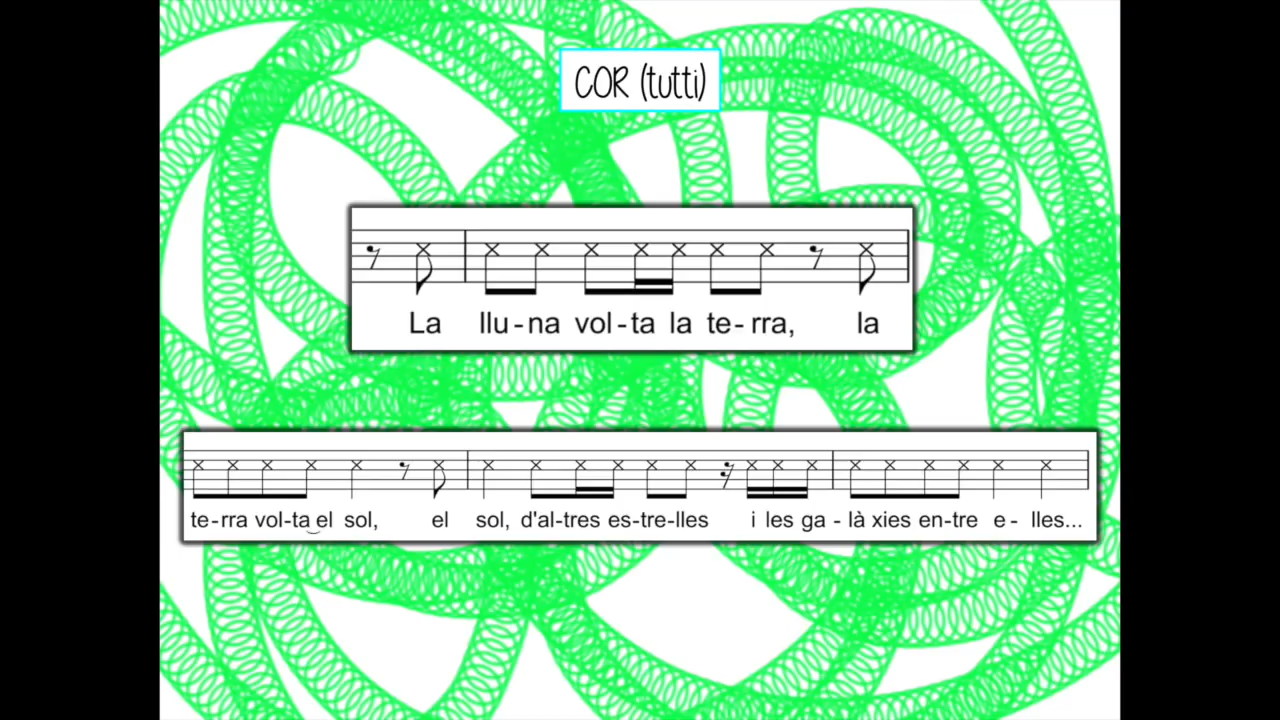 COR (tutti)
La llu-na vol-ta la te-rra, la
te-rra vol-ta‿el sol, el sol, d'al-tres es-tre-lles i les ga-là xies en-tre e-lles...